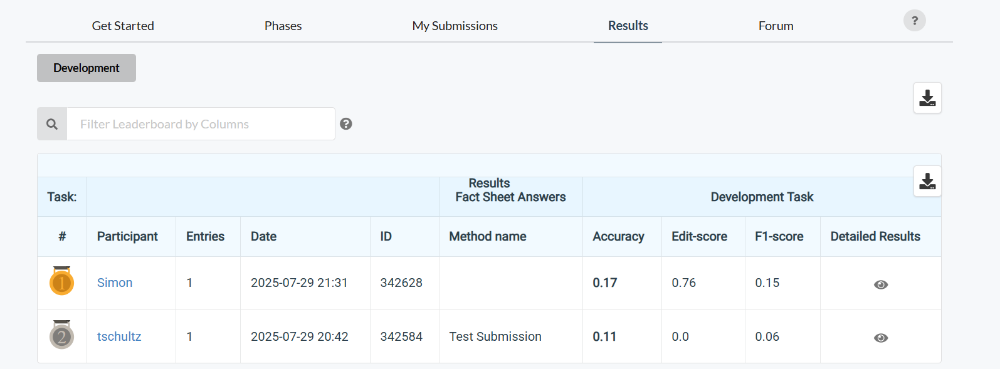 Get Started Phases My Submissions Results Forum ?
Development
Filter Leaderboard by Columns ?
Results
Task: Fact Sheet Answers Development Task
# Participant Entries Date ID Method name Accuracy Edit-score F1-score Detailed Results
1 Simon 1 2025-07-29 21:31 342628 0.17 0.76 0.15
2 tschultz 1 2025-07-29 20:42 342584 Test Submission 0.11 0.0 0.06